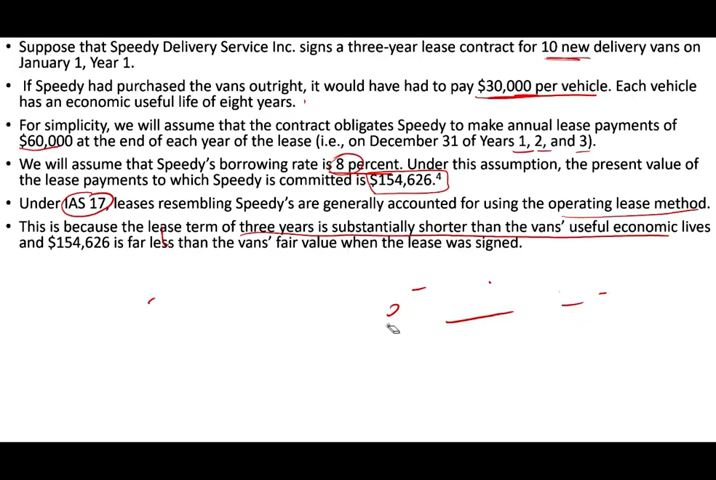 • Suppose that Speedy Delivery Service Inc. signs a three-year lease contract for 10 new delivery vans on
January 1, Year 1.
• If Speedy had purchased the vans outright, it would have had to pay $30,000 per vehicle. Each vehicle
has an economic useful life of eight years.
• For simplicity, we will assume that the contract obligates Speedy to make annual lease payments of
$60,000 at the end of each year of the lease (i.e., on December 31 of Years 1, 2, and 3).
• We will assume that Speedy's borrowing rate is 8 percent. Under this assumption, the present value of
the lease payments to which Speedy is committed is $154,626.⁴
• Under IAS 17, leases resembling Speedy's are generally accounted for using the operating lease method.
• This is because the lease term of three years is substantially shorter than the vans' useful economic lives
and $154,626 is far less than the vans' fair value when the lease was signed.